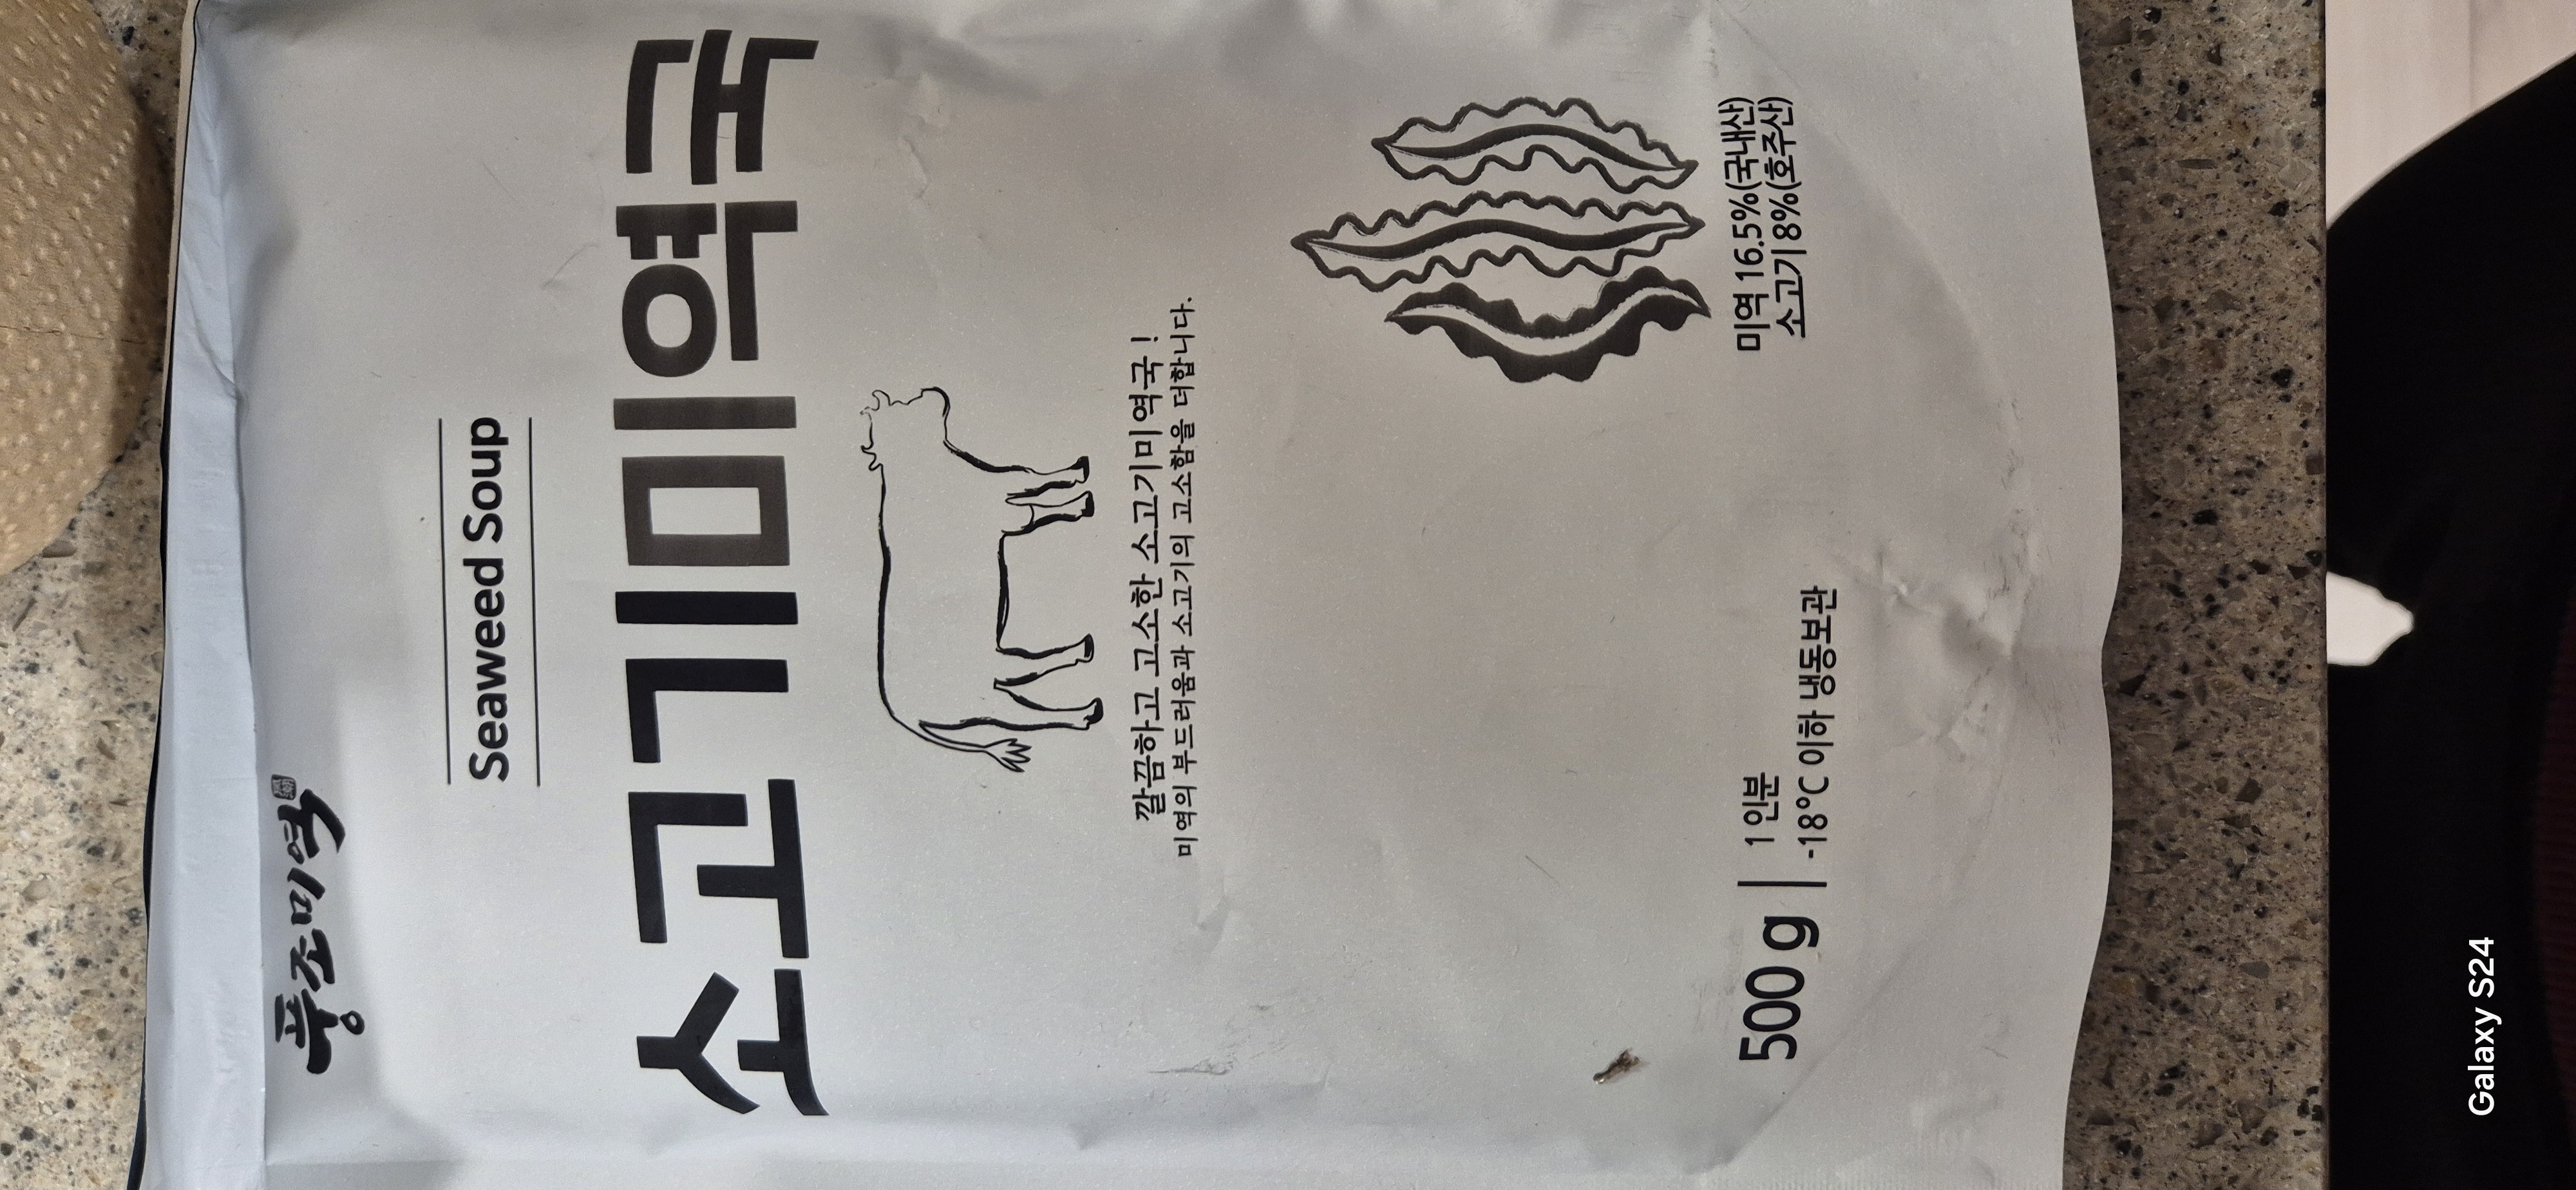 풍조미역
Seaweed Soup
소고기미역국
깔끔하고 고소한 소고기미역국 !
미역의 부드러움과 소고기의 고소함을 더합니다.
미역 16.5%(국내산)
소고기 8%(호주산)
500 g
1 인분
-18℃ 이하 냉동보관
Galaxy S24